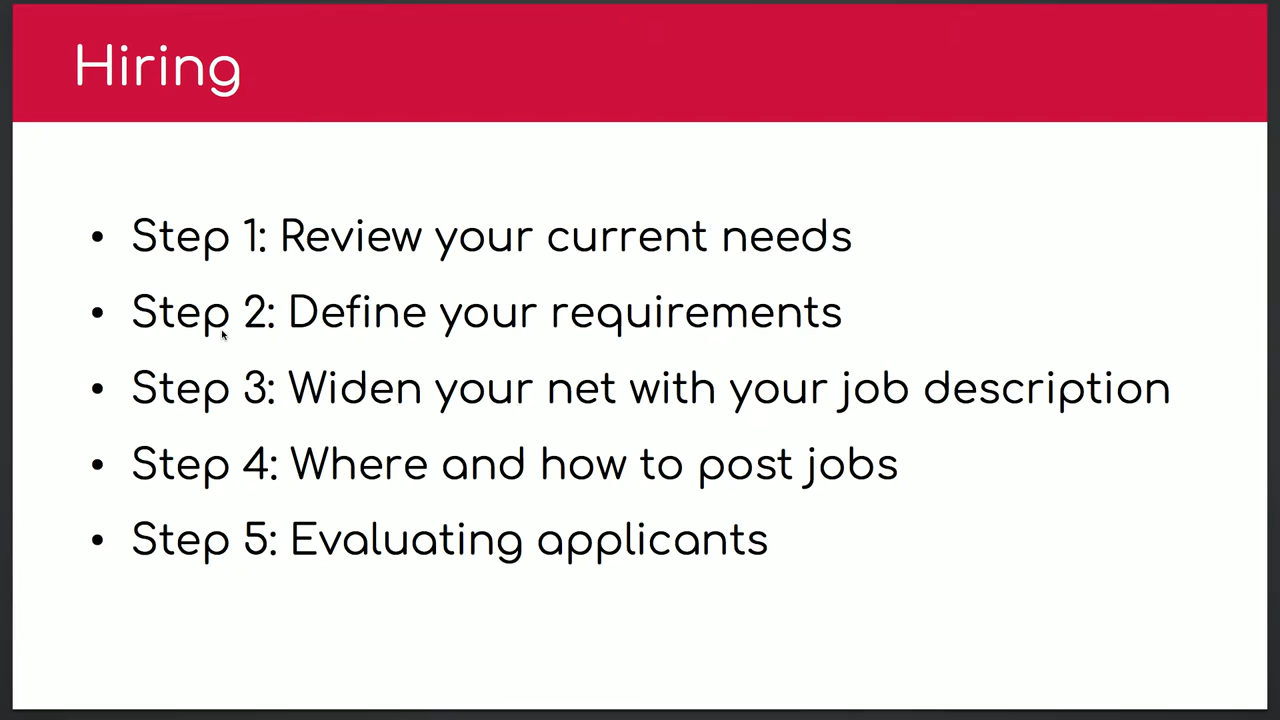 Hiring
• Step 1: Review your current needs
• Step 2: Define your requirements
• Step 3: Widen your net with your job description
• Step 4: Where and how to post jobs
• Step 5: Evaluating applicants